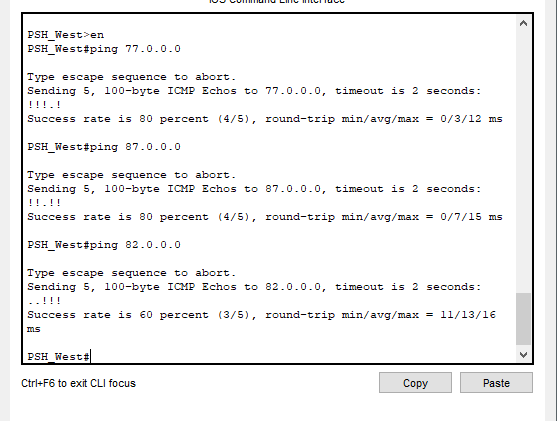 IOS Command Line Interface
PSH_West>en
PSH_West#ping 77.0.0.0
Type escape sequence to abort.
Sending 5, 100-byte ICMP Echos to 77.0.0.0, timeout is 2 seconds:
!!!.!
Success rate is 80 percent (4/5), round-trip min/avg/max = 0/3/12 ms
PSH_West#ping 87.0.0.0
Type escape sequence to abort.
Sending 5, 100-byte ICMP Echos to 87.0.0.0, timeout is 2 seconds:
!!.!!
Success rate is 80 percent (4/5), round-trip min/avg/max = 0/7/15 ms
PSH_West#ping 82.0.0.0
Type escape sequence to abort.
Sending 5, 100-byte ICMP Echos to 82.0.0.0, timeout is 2 seconds:
..!!!
Success rate is 60 percent (3/5), round-trip min/avg/max = 11/13/16
ms
PSH_West#
Ctrl+F6 to exit CLI focus
Copy
Paste